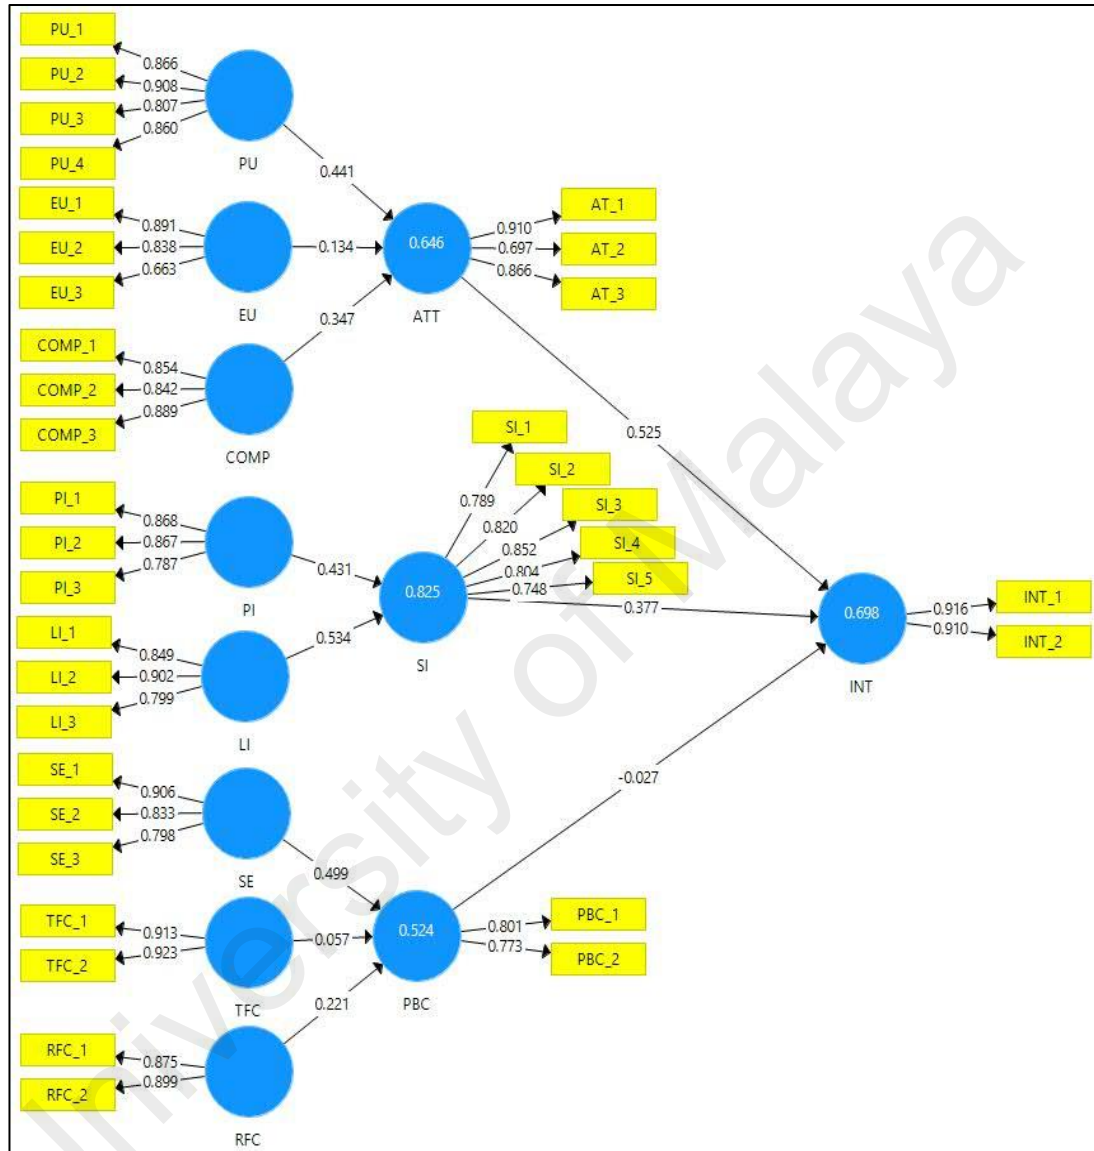 PU_1
PU_2
PU_3
PU_4
0.866
0.908
0.807
0.860
PU
0.441
EU_1
EU_2
EU_3
0.891
0.838
0.663
EU
0.134
COMP_1
COMP_2
COMP_3
0.854
0.842
0.889
COMP
0.347
0.646
ATT
0.910
0.697
0.866
AT_1
AT_2
AT_3
0.525
PI_1
PI_2
PI_3
0.868
0.867
0.787
PI
0.431
LI_1
LI_2
LI_3
0.849
0.902
0.799
LI
0.534
0.825
SI
0.789
0.820
0.852
0.804
0.748
SI_1
SI_2
SI_3
SI_4
SI_5
0.377
0.698
INT
0.916
0.910
INT_1
INT_2
SE_1
SE_2
SE_3
0.906
0.833
0.798
SE
0.499
TFC_1
TFC_2
0.913
0.923
TFC
0.057
RFC_1
RFC_2
0.875
0.899
RFC
0.221
0.524
PBC
0.801
0.773
PBC_1
PBC_2
-0.027
University of Malaya